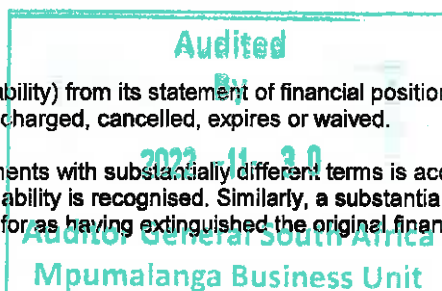 Audited
By
ability) from its statement of financial position
charged, cancelled, expires or waived.
2022 -11- 30
ments with substantially different terms is acc
ability is recognised. Similarly, a substantia
for as having extinguished the original finan
Auditor General South Africa
Mpumalanga Business Unit